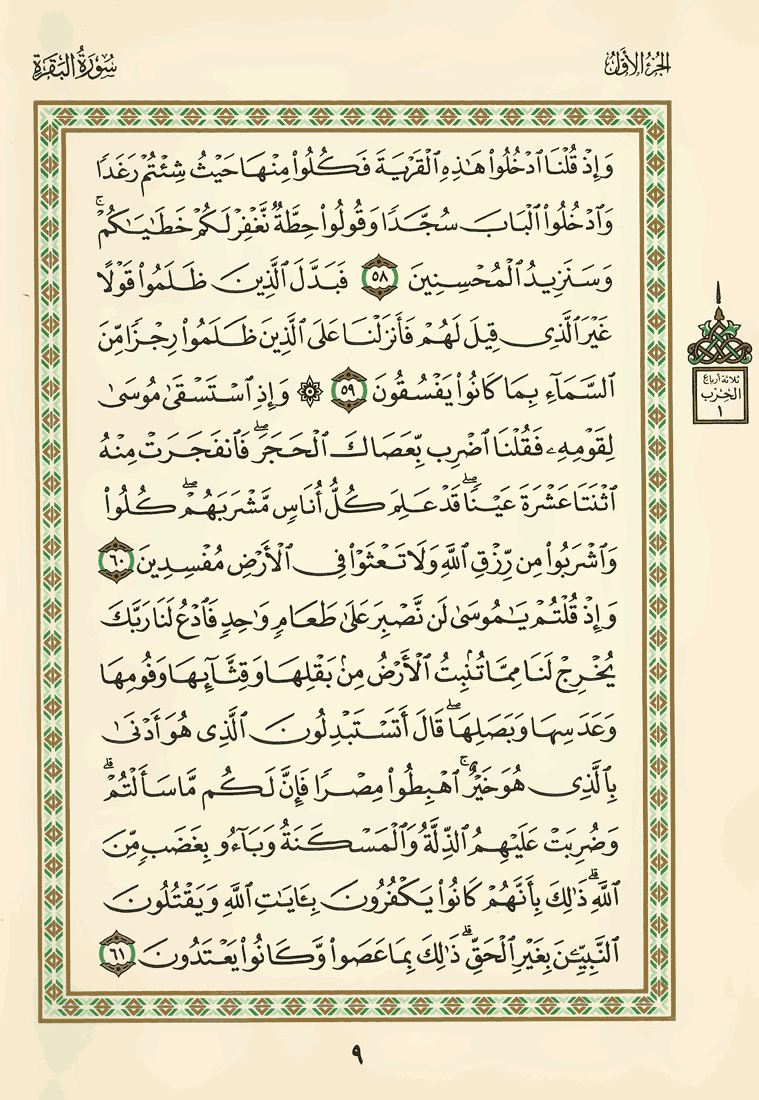 الجزء الأول
سورة البقرة
وَإِذْ قُلْنَا ٱدْخُلُوا۟ هَـٰذِهِ ٱلْقَرْيَةَ فَكُلُوا۟ مِنْهَا حَيْثُ شِئْتُمْ رَغَدًا
وَٱدْخُلُوا۟ ٱلْبَابَ سُجَّدًا وَقُولُوا۟ حِطَّةٌ نَّغْفِرْ لَكُمْ خَطَـٰيَـٰكُمْ ۚ
وَسَنَزِيدُ ٱلْمُحْسِنِينَ ٥٨ فَبَدَّلَ ٱلَّذِينَ ظَلَمُوا۟ قَوْلًا
غَيْرَ ٱلَّذِى قِيلَ لَهُمْ فَأَنزَلْنَا عَلَى ٱلَّذِينَ ظَلَمُوا۟ رِجْزًا مِّنَ
ٱلسَّمَآءِ بِمَا كَانُوا۟ يَفْسُقُونَ ٥٩ ۞ وَإِذِ ٱسْتَسْقَىٰ مُوسَىٰ
ثلاثة أرباع
الحزب
١
لِقَوْمِهِۦ فَقُلْنَا ٱضْرِب بِّعَصَاكَ ٱلْحَجَرَ ۖ فَٱنفَجَرَتْ مِنْهُ
ٱثْنَتَا عَشْرَةَ عَيْنًا ۖ قَدْ عَلِمَ كُلُّ أُنَاسٍ مَّشْرَبَهُمْ ۖ كُلُوا۟
وَٱشْرَبُوا۟ مِن رِّزْقِ ٱللَّهِ وَلَا تَعْثَوْا۟ فِى ٱلْأَرْضِ مُفْسِدِينَ ٦٠
وَإِذْ قُلْتُمْ يَـٰمُوسَىٰ لَن نَّصْبِرَ عَلَىٰ طَعَامٍ وَٰحِدٍ فَٱدْعُ لَنَا رَبَّكَ
يُخْرِجْ لَنَا مِمَّا تُنۢبِتُ ٱلْأَرْضُ مِنۢ بَقْلِهَا وَقِثَّآئِهَا وَفُومِهَا
وَعَدَسِهَا وَبَصَلِهَا ۖ قَالَ أَتَسْتَبْدِلُونَ ٱلَّذِى هُوَ أَدْنَىٰ
بِٱلَّذِى هُوَ خَيْرٌ ۚ ٱهْبِطُوا۟ مِصْرًا فَإِنَّ لَكُم مَّا سَأَلْتُمْ ۗ
وَضُرِبَتْ عَلَيْهِمُ ٱلذِّلَّةُ وَٱلْمَسْكَنَةُ وَبَآءُو بِغَضَبٍ مِّنَ
ٱللَّهِ ۗ ذَٰلِكَ بِأَنَّهُمْ كَانُوا۟ يَكْفُرُونَ بِـَٔايَـٰتِ ٱللَّهِ وَيَقْتُلُونَ
ٱلنَّبِيِّـۧنَ بِغَيْرِ ٱلْحَقِّ ۗ ذَٰلِكَ بِمَا عَصَوا۟ وَّكَانُوا۟ يَعْتَدُونَ ٦١
٩